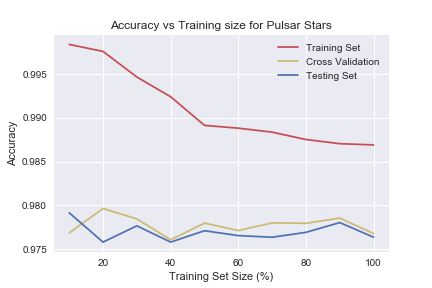 Accuracy vs Training size for Pulsar Stars
Training Set
Cross Validation
Testing Set
0.995
0.990
0.985
0.980
0.975
Accuracy
20
40
60
80
100
Training Set Size (%)